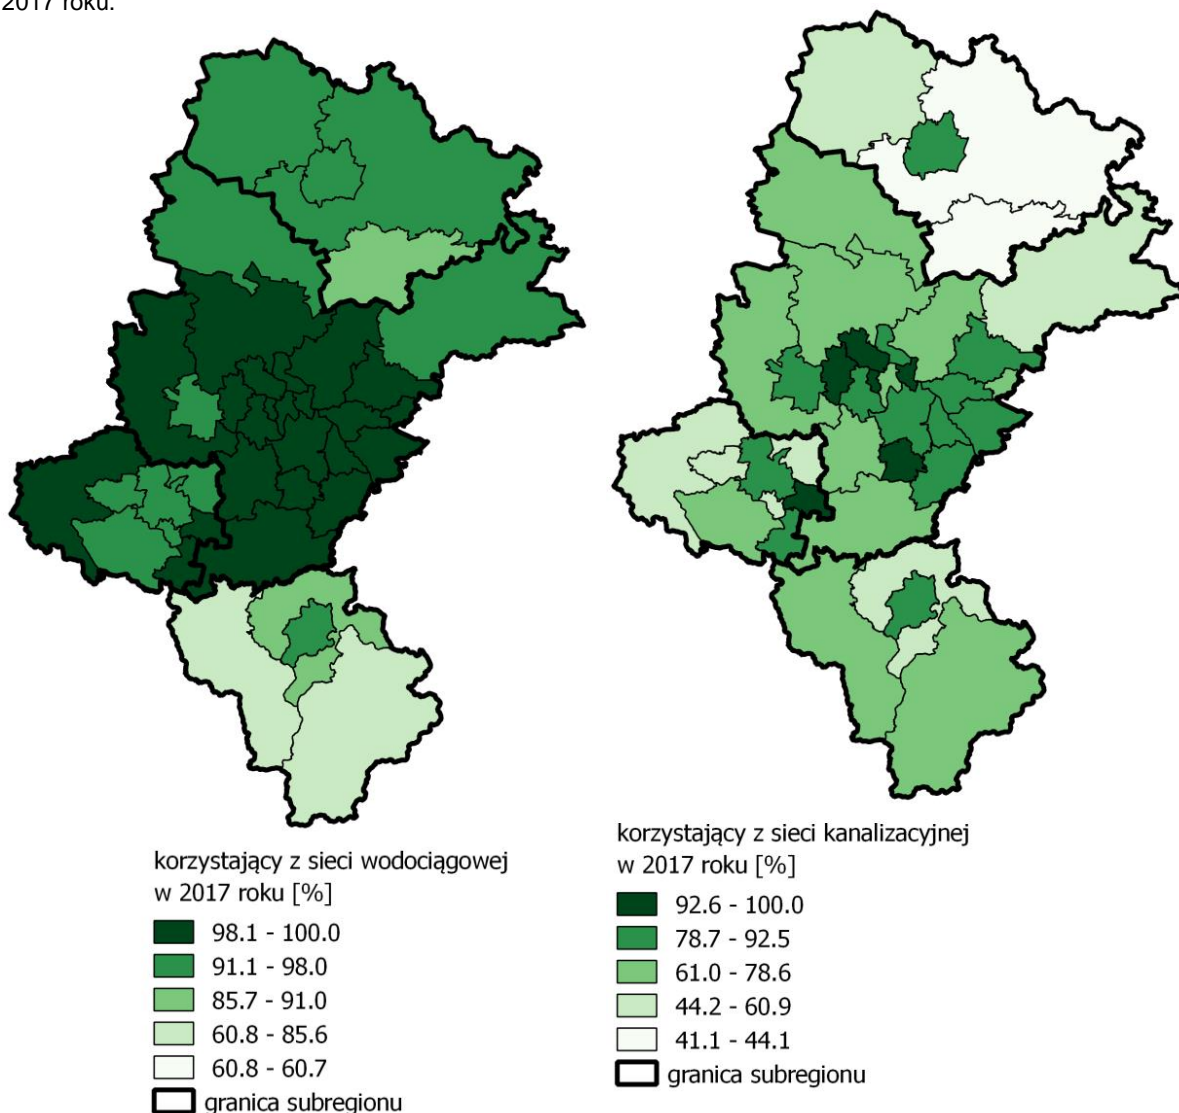 2017 roku.
korzystający z sieci wodociągowej
w 2017 roku [%]
98.1 - 100.0
91.1 - 98.0
85.7 - 91.0
60.8 - 85.6
60.8 - 60.7
granica subregionu
korzystający z sieci kanalizacyjnej
w 2017 roku [%]
92.6 - 100.0
78.7 - 92.5
61.0 - 78.6
44.2 - 60.9
41.1 - 44.1
granica subregionu